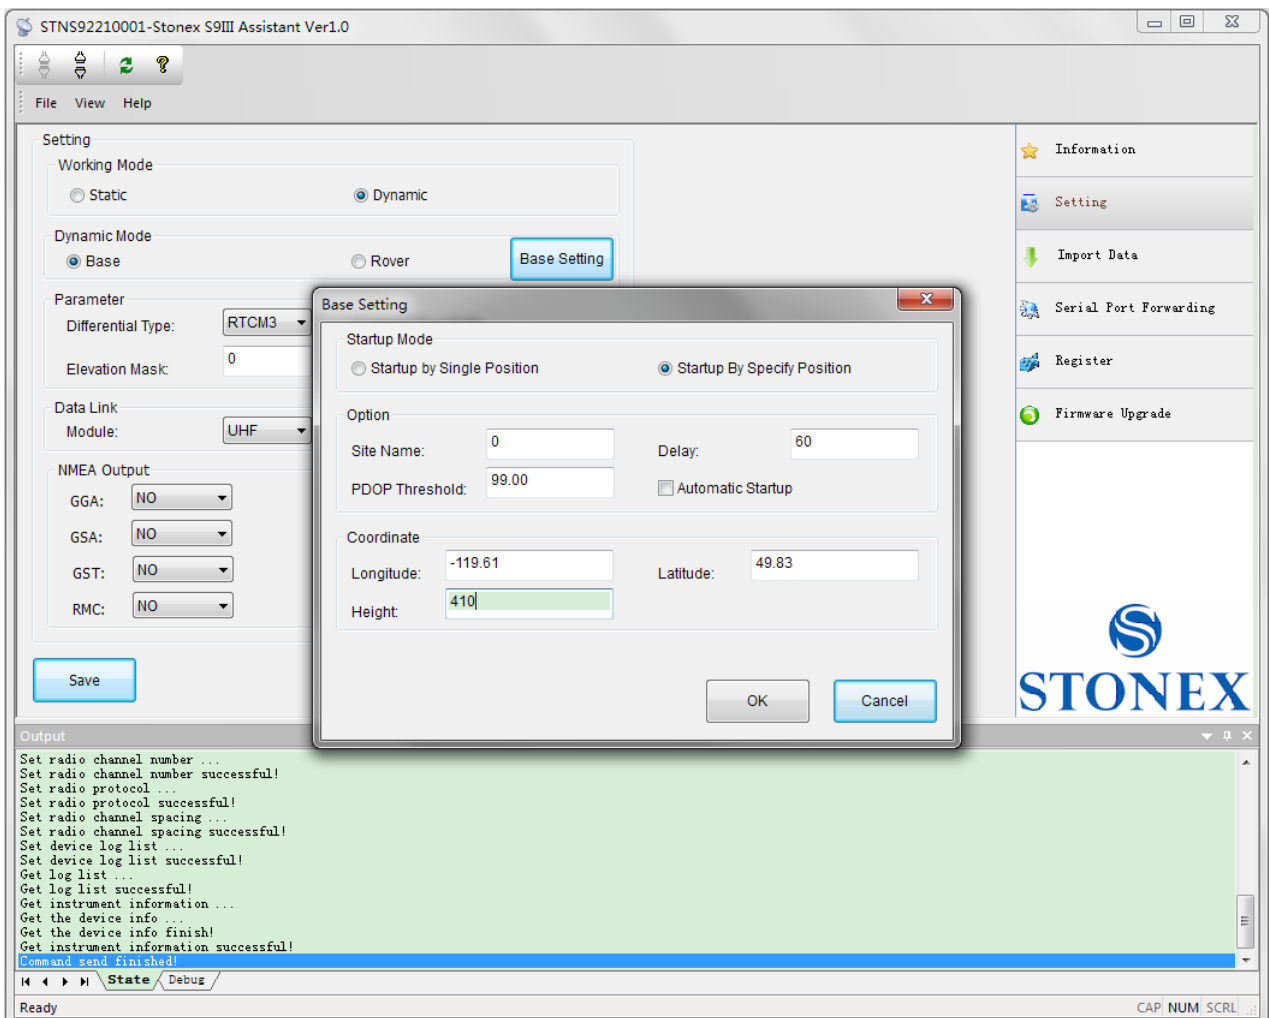 STNS92210001-Stonex S9III Assistant Ver1.0
File View Help
Setting
Working Mode
Static Dynamic
Dynamic Mode
Base Rover Base Setting
Parameter
Differential Type: RTCM3
Elevation Mask: 0
Data Link
Module: UHF
NMEA Output
GGA: NO
GSA: NO
GST: NO
RMC: NO
Save
Base Setting
Startup Mode
Startup by Single Position Startup By Specify Position
Option
Site Name: 0 Delay: 60
PDOP Threshold: 99.00 Automatic Startup
Coordinate
Longitude: -119.61 Latitude: 49.83
Height: 410
OK Cancel
Information
Setting
Import Data
Serial Port Forwarding
Register
Firmware Upgrade
STONEX
Output
Set radio channel number ...
Set radio channel number successful!
Set radio protocol ...
Set radio protocol successful!
Set radio channel spacing ...
Set radio channel spacing successful!
Set device log list ...
Set device log list successful!
Get log list ...
Get log list successful!
Get instrument information ...
Get the device info ...
Get the device info finish!
Get instrument information successful!
Command send finished!
State Debug
Ready CAP NUM SCRL